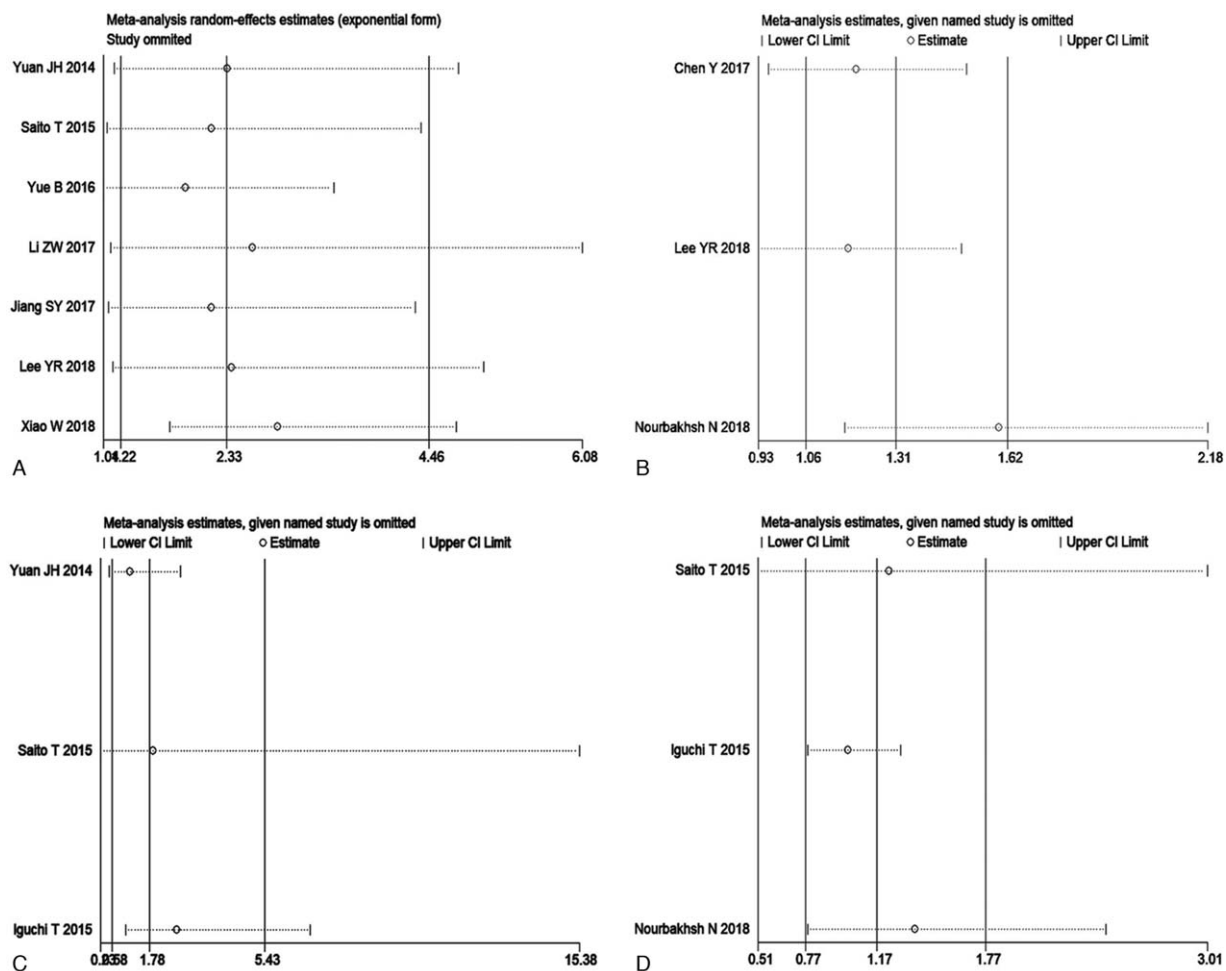 Meta-analysis random-effects estimates (exponential form)
Study ommited
Yuan JH 2014
Saito T 2015
Yue B 2016
Li ZW 2017
Jiang SY 2017
Lee YR 2018
Xiao W 2018
1.22 2.33 4.46 6.08
A
Meta-analysis estimates, given named study is omitted
| Lower CI Limit o Estimate | Upper CI Limit
Chen Y 2017
Lee YR 2018
Nourbakhsh N 2018
0.93 1.06 1.31 1.62 2.18
B
Meta-analysis estimates, given named study is omitted
| Lower CI Limit o Estimate | Upper CI Limit
Yuan JH 2014
Saito T 2015
Iguchi T 2015
1.78 5.43 15.38
C
Meta-analysis estimates, given named study is omitted
| Lower CI Limit o Estimate | Upper CI Limit
Saito T 2015
Iguchi T 2015
Nourbakhsh N 2018
0.51 0.77 1.17 1.77 3.01
D